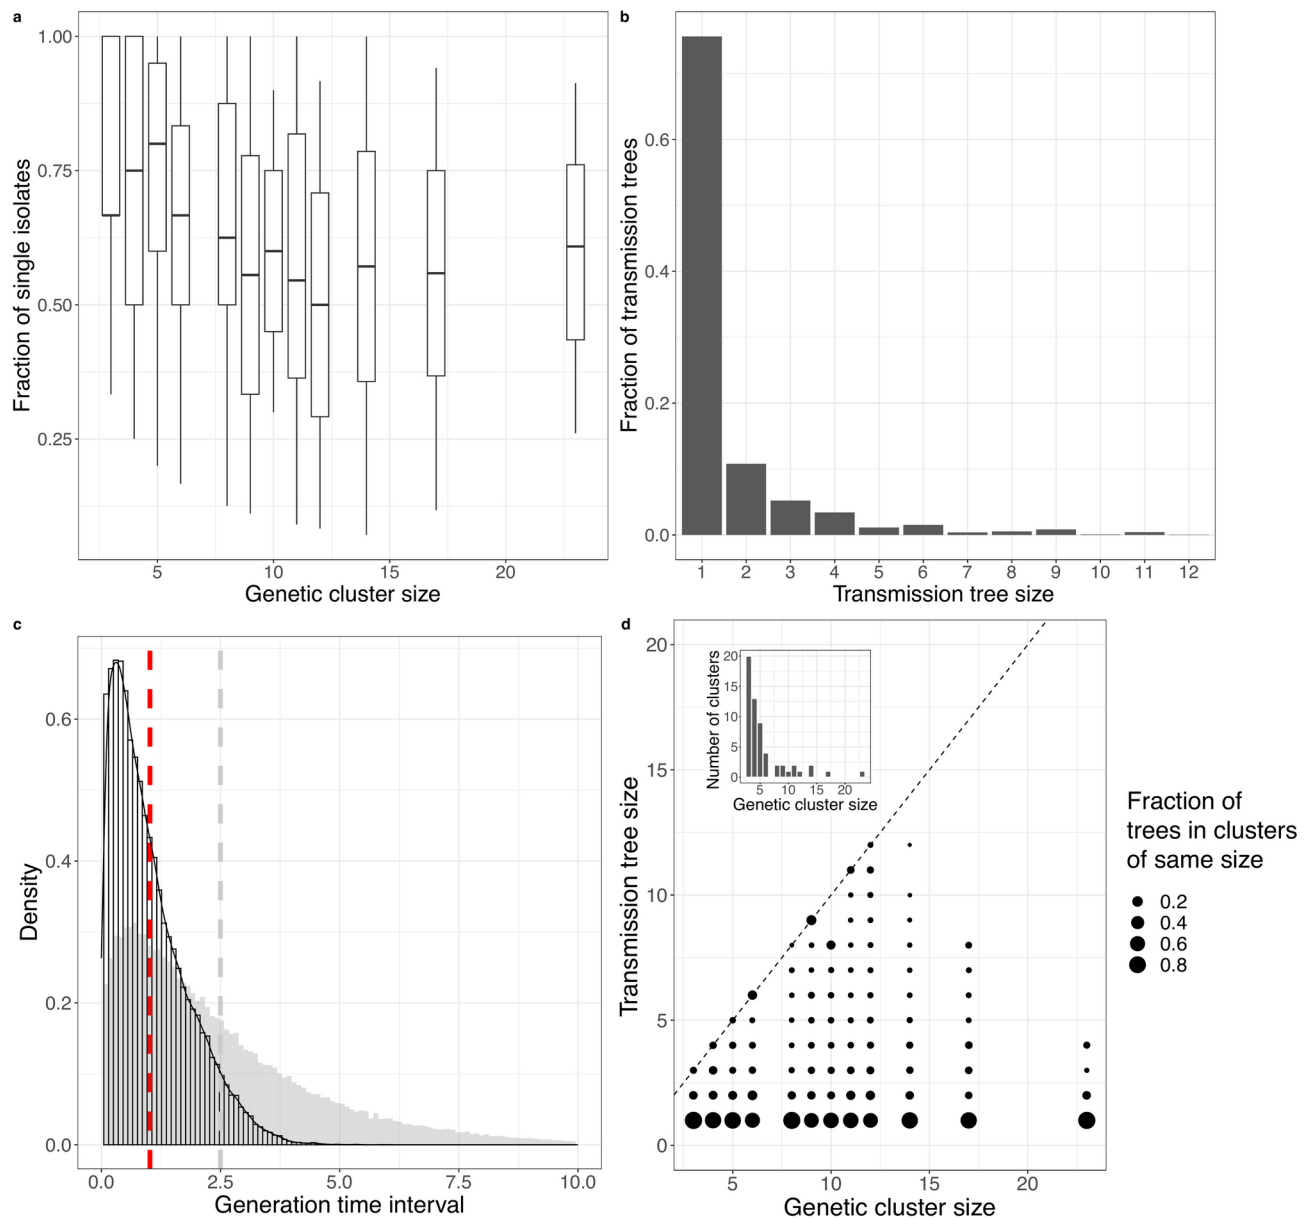 a
Fraction of single isolates
1.00
0.75
0.50
0.25
5 10 15 20
Genetic cluster size
b
Fraction of transmission trees
0.6
0.4
0.2
0.0
1 2 3 4 5 6 7 8 9 10 11 12
Transmission tree size
c
Density
0.6
0.4
0.2
0.0
0.0 2.5 5.0 7.5 10.0
Generation time interval
d
Transmission tree size
20
15
10
5
0
5 10 15 20
Genetic cluster size
Number of clusters
20
15
10
5
0
5 10 15 20
Genetic cluster size
Fraction of
trees in clusters
of same size
0.2
0.4
0.6
0.8